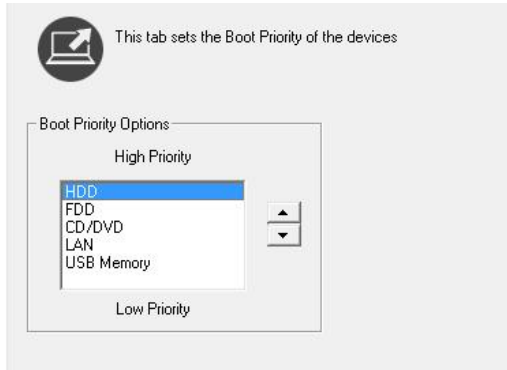 This tab sets the Boot Priority of the devices
Boot Priority Options
High Priority
HDD
FDD
CD/DVD
LAN
USB Memory
Low Priority